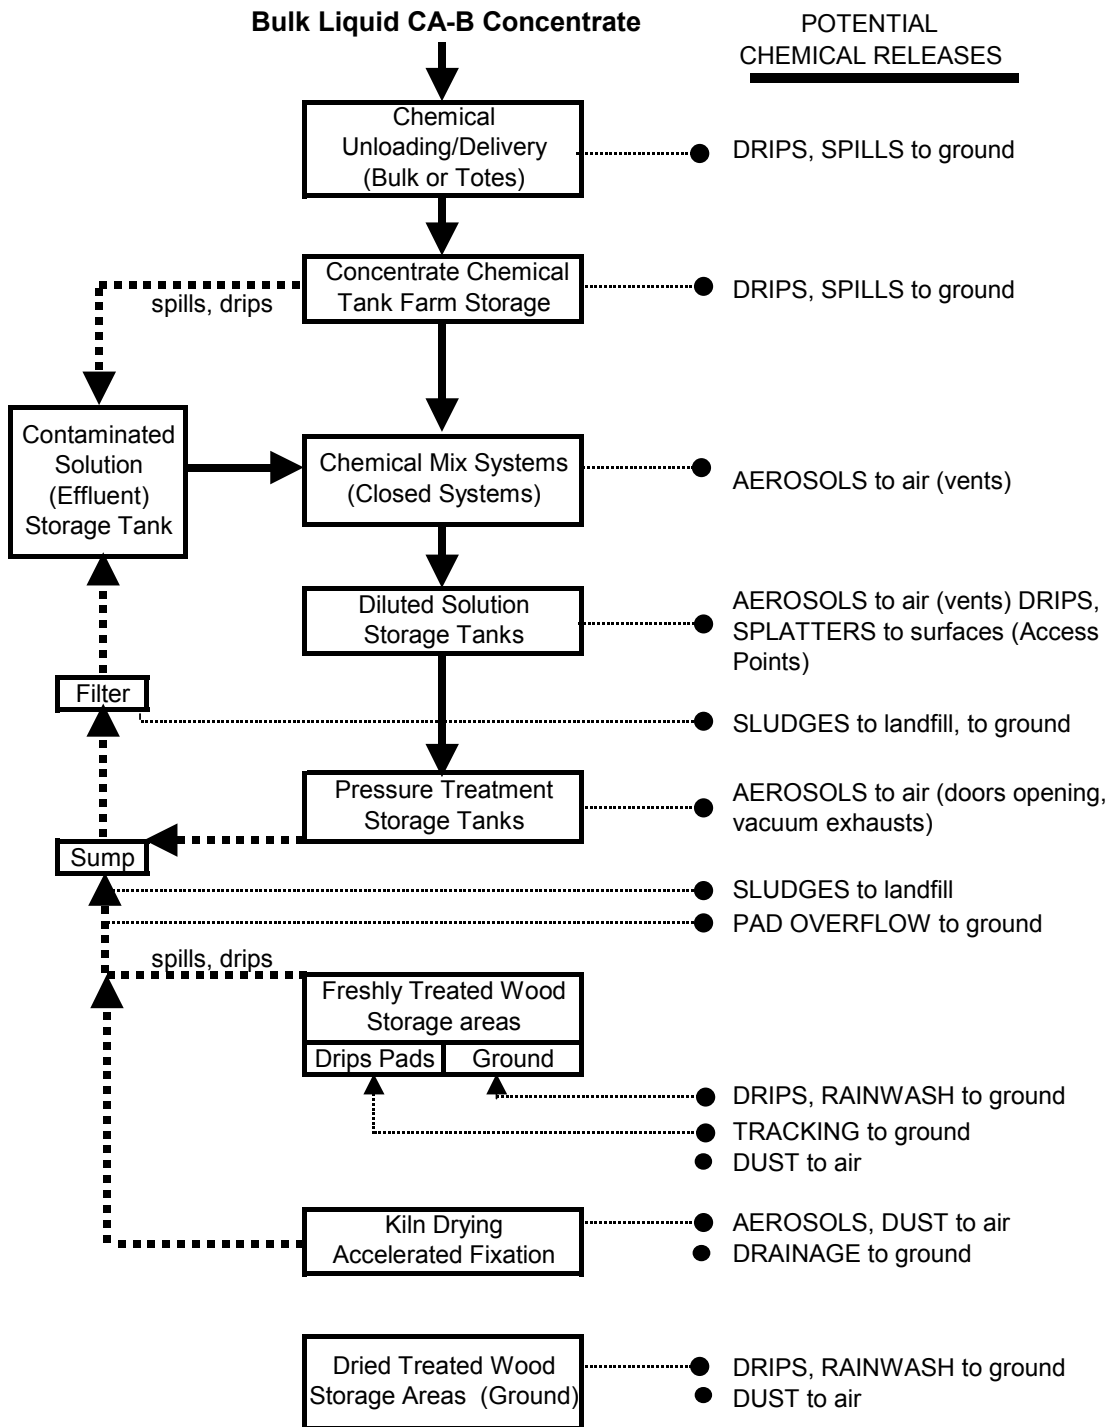 Bulk Liquid CA-B Concentrate
POTENTIAL
CHEMICAL RELEASES
Chemical
Unloading/Delivery
(Bulk or Totes)
DRIPS, SPILLS to ground
Concentrate Chemical
Tank Farm Storage
spills, drips
DRIPS, SPILLS to ground
Contaminated
Solution
(Effluent)
Storage Tank
Chemical Mix Systems
(Closed Systems)
AEROSOLS to air (vents)
Diluted Solution
Storage Tanks
AEROSOLS to air (vents) DRIPS,
SPLATTERS to surfaces (Access
Points)
Filter
SLUDGES to landfill, to ground
Pressure Treatment
Storage Tanks
AEROSOLS to air (doors opening,
vacuum exhausts)
Sump
SLUDGES to landfill
PAD OVERFLOW to ground
spills, drips
Freshly Treated Wood
Storage areas
Drips Pads
Ground
DRIPS, RAINWASH to ground
TRACKING to ground
DUST to air
Kiln Drying
Accelerated Fixation
AEROSOLS, DUST to air
DRAINAGE to ground
Dried Treated Wood
Storage Areas (Ground)
DRIPS, RAINWASH to ground
DUST to air